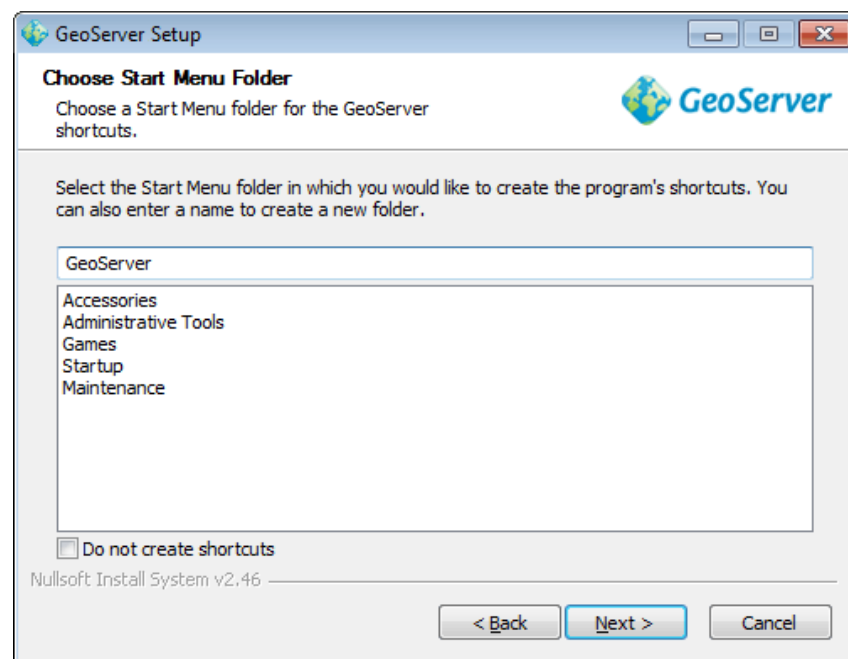 GeoServer Setup
Choose Start Menu Folder
Choose a Start Menu folder for the GeoServer
shortcuts.
GeoServer
Select the Start Menu folder in which you would like to create the program's shortcuts. You
can also enter a name to create a new folder.
GeoServer
Accessories
Administrative Tools
Games
Startup
Maintenance
Do not create shortcuts
Nullsoft Install System v2.46
< Back
Next >
Cancel